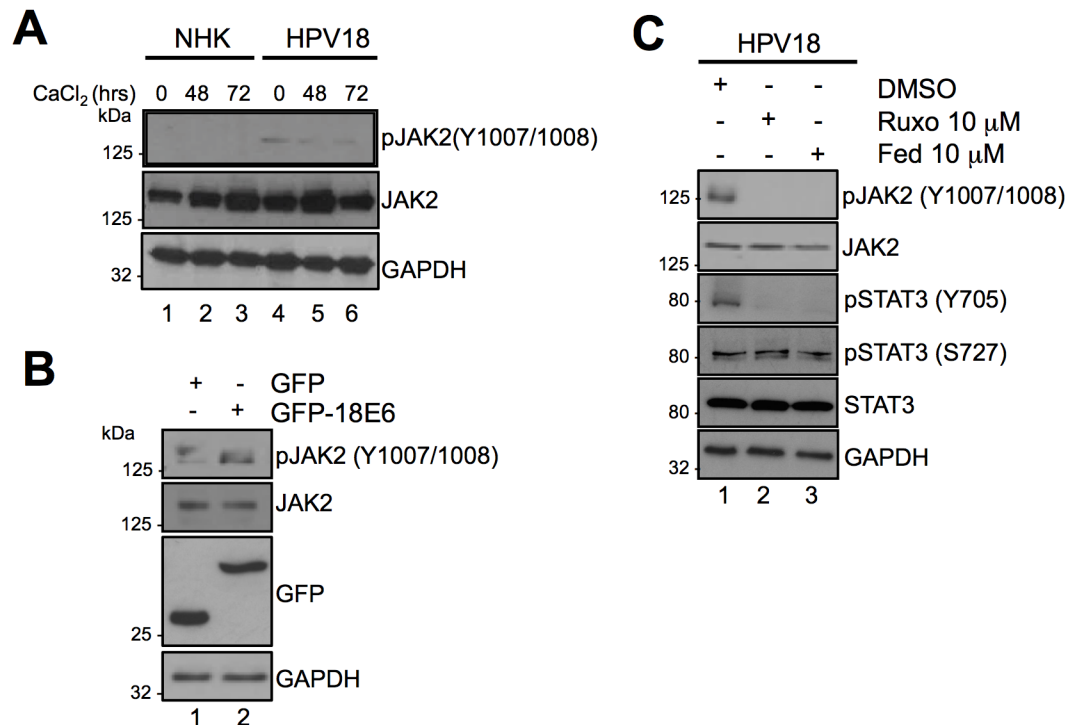 A
NHK HPV18
CaCl2 (hrs) 0 48 72 0 48 72
kDa
125 pJAK2(Y1007/1008)
125 JAK2
32 GAPDH
1 2 3 4 5 6
B
+ - GFP
- + GFP-18E6
kDa
125 pJAK2 (Y1007/1008)
125 JAK2
GFP
25
32 GAPDH
1 2
C
HPV18
+ - - DMSO
- + - Ruxo 10 μM
- - + Fed 10 μM
125 pJAK2 (Y1007/1008)
125 JAK2
80 pSTAT3 (Y705)
80 pSTAT3 (S727)
80 STAT3
32 GAPDH
1 2 3